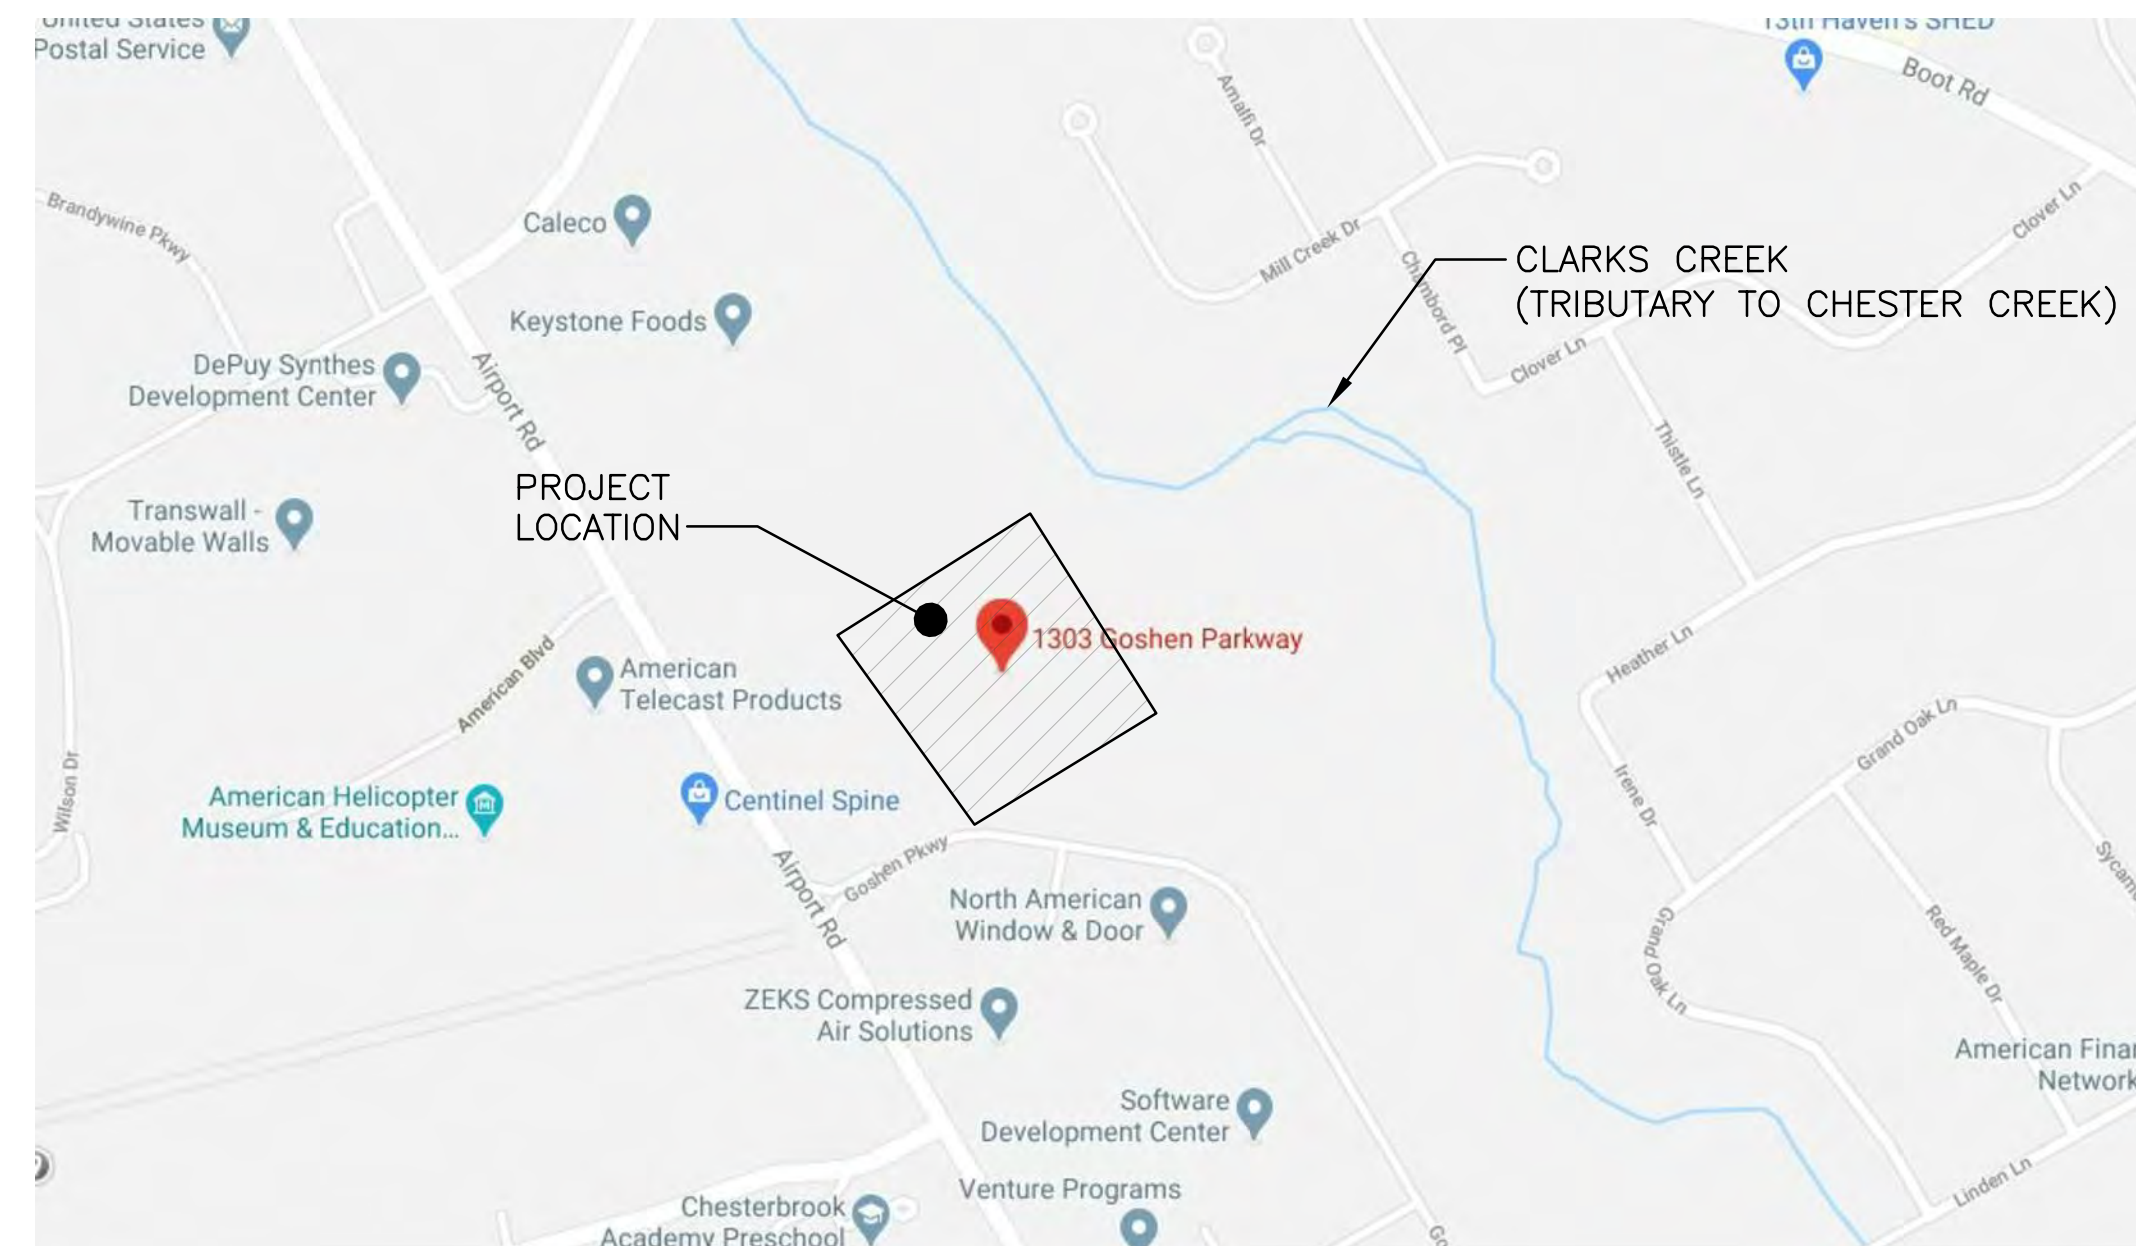 United States
Postal Service
13th Haven's SHED
Boot Rd
Amalfi Dr
Brandywine Pkwy
Caleco
Mill Creek Dr
Chambord Pl
Clover Ln
CLARKS CREEK
(TRIBUTARY TO CHESTER CREEK)
Keystone Foods
Clover Ln
DePuy Synthes
Development Center
Airport Rd
Thistle Ln
PROJECT
LOCATION
Transwall -
Movable Walls
1303 Goshen Parkway
Heather Ln
American Blvd
American
Telecast Products
Grand Oak Ln
Wilson Dr
Irene Dr
American Helicopter
Museum & Education...
Centinel Spine
Airport Rd
Goshen Pkwy
North American
Window & Door
Grand Oak Ln
Red Maple Dr
ZEKS Compressed
Air Solutions
American
Network
Software
Development Center
Linden Ln
Venture Programs
Chesterbrook
Academy Preschool